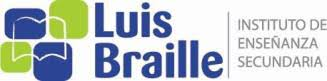 Luis
Braille
INSTITUTO DE
ENSEÑANZA
SECUNDARIA